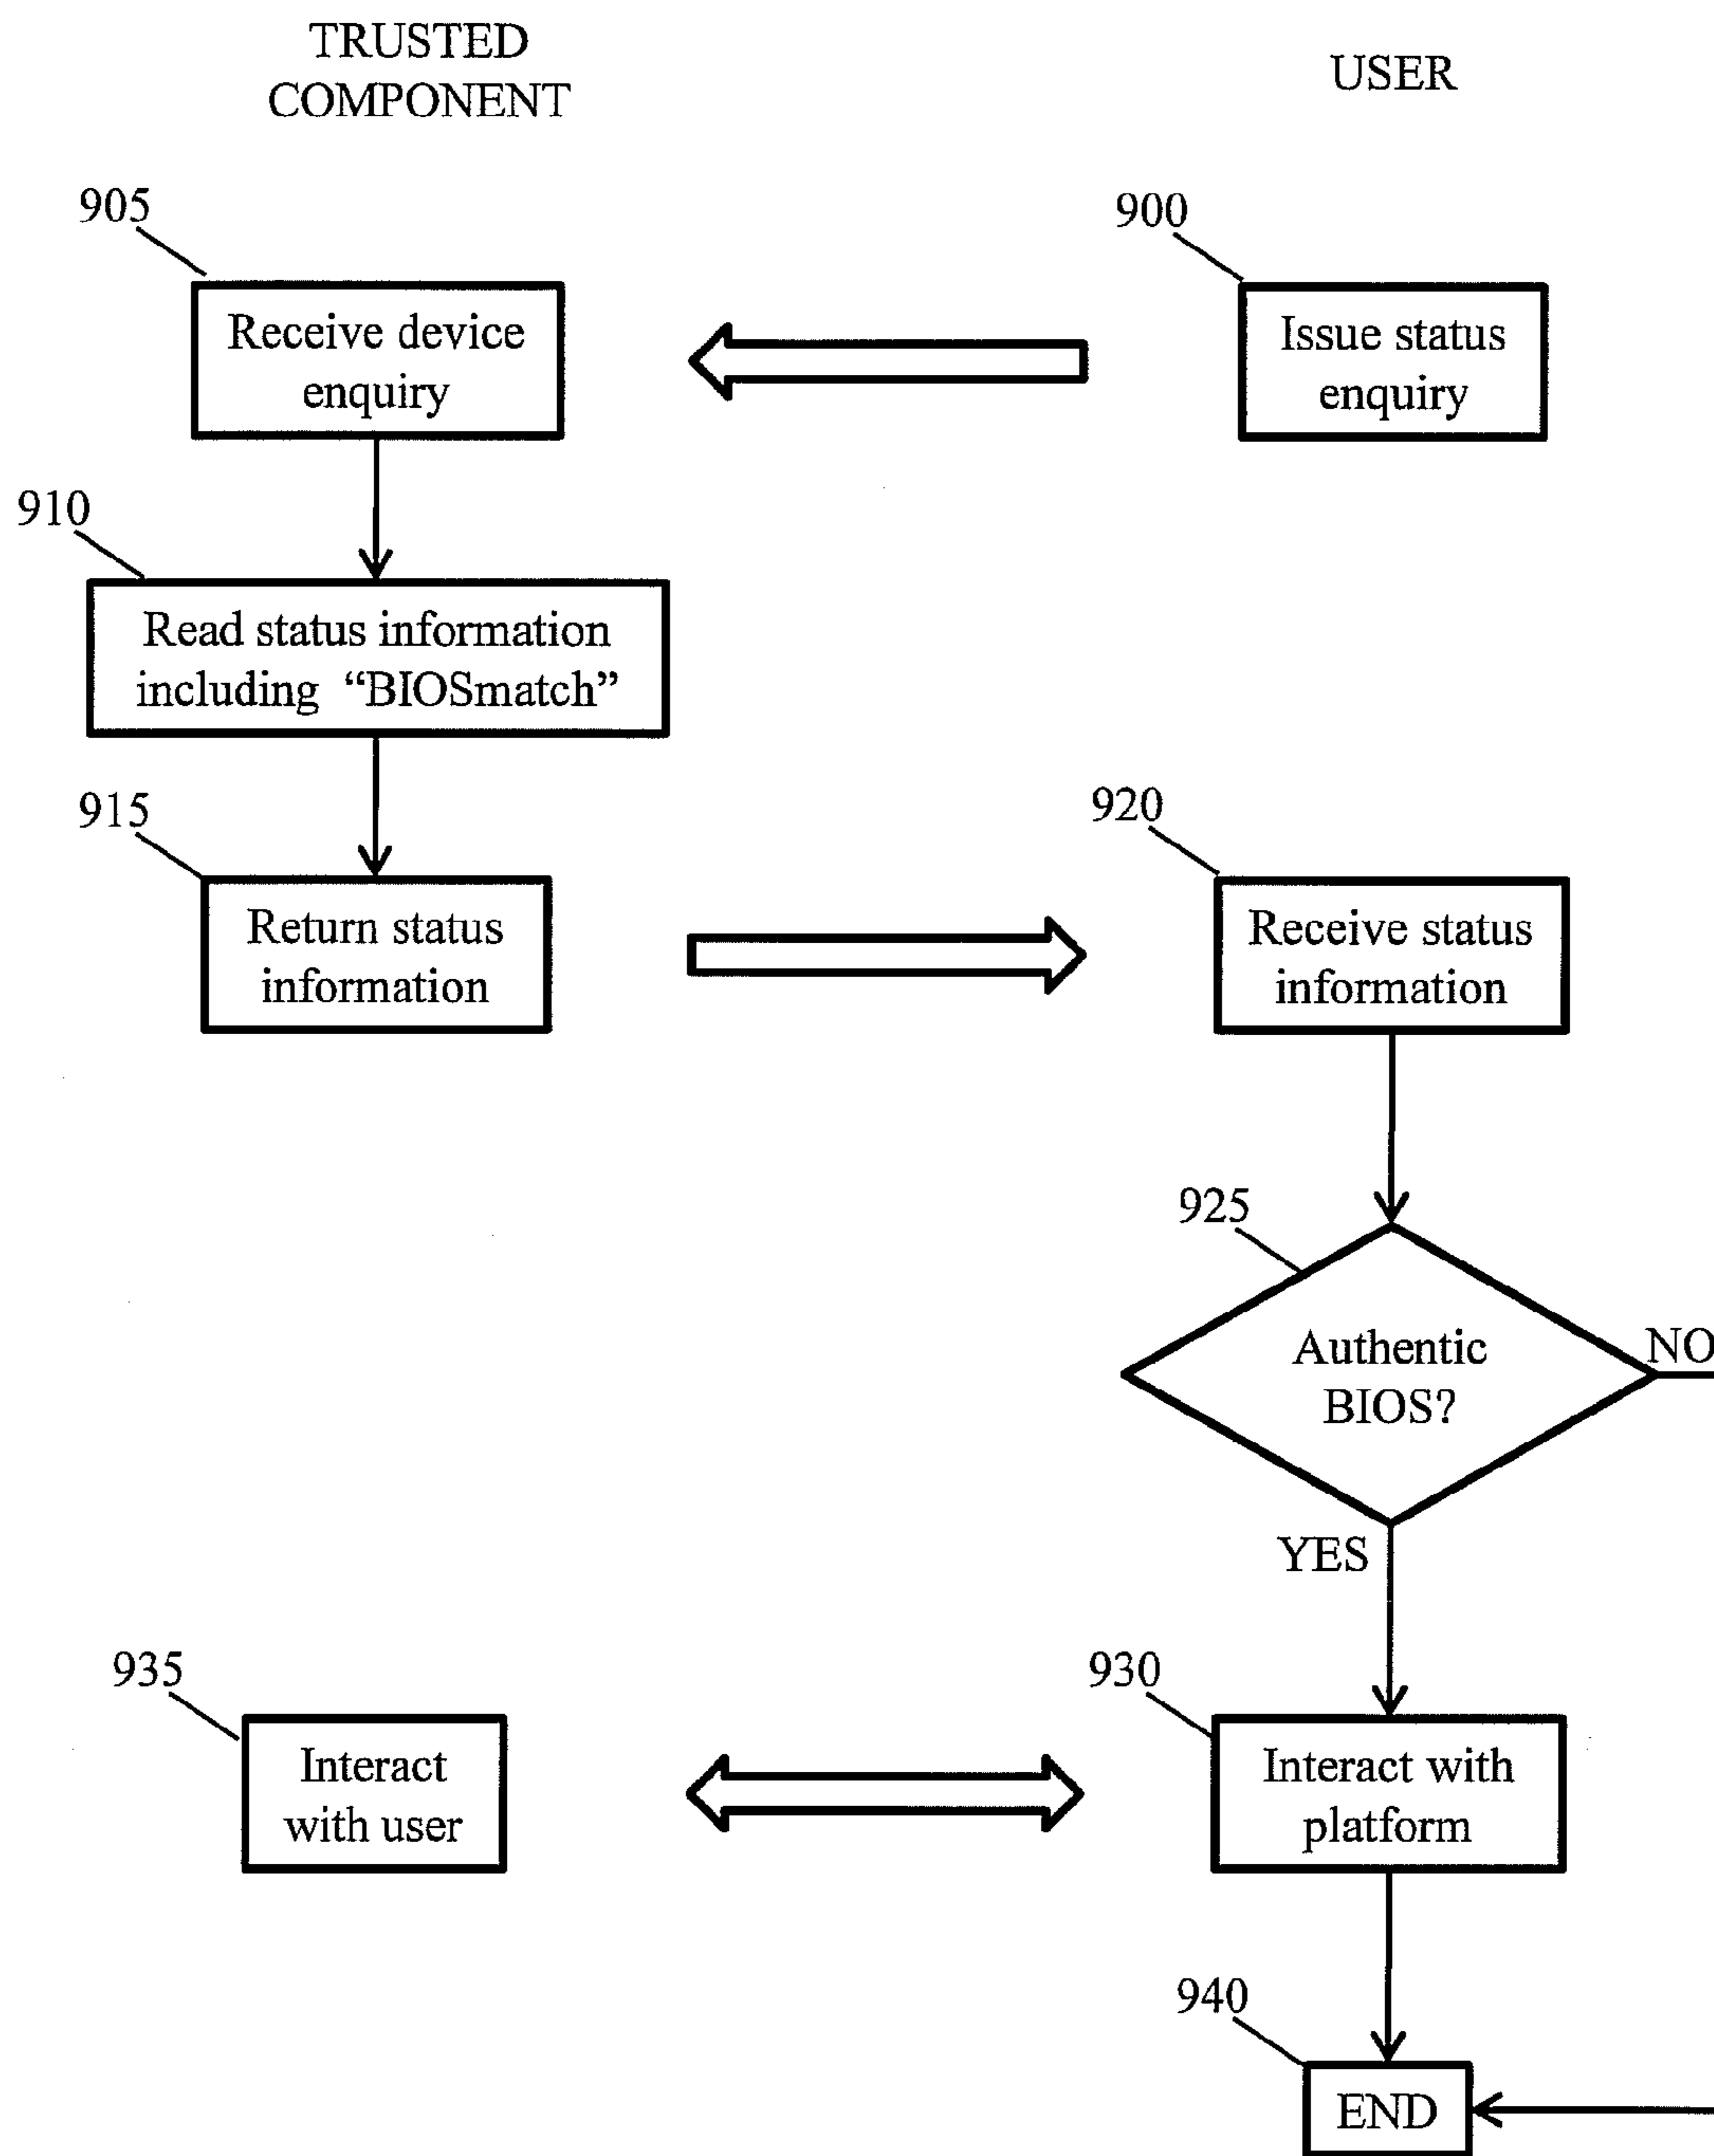 TRUSTED
COMPONENT
USER
905
900
Receive device
enquiry
Issue status
enquiry
910
Read status information
including “BIOSmatch”
915
920
Return status
information
Receive status
information
925
Authentic
BIOS?
NO
YES
935
930
Interact
with user
Interact with
platform
940
END